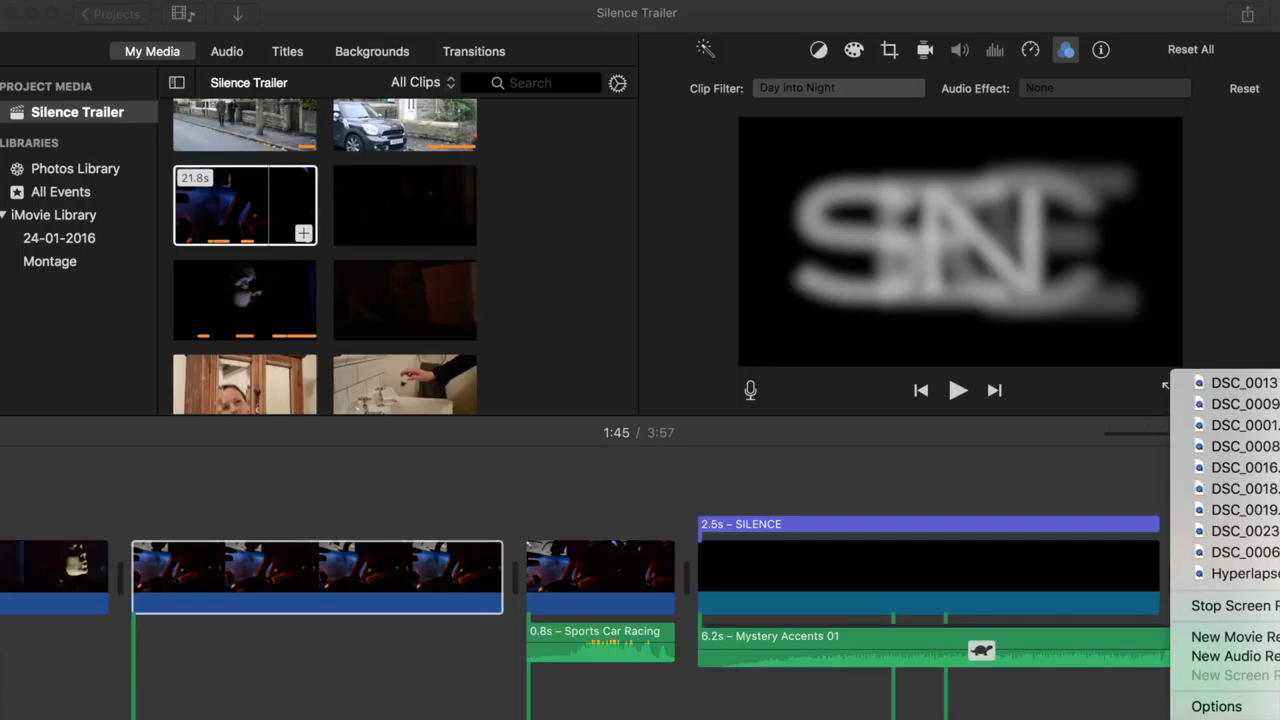 Projects
Silence Trailer
My Media
Audio
Titles
Backgrounds
Transitions
Reset All
PROJECT MEDIA
Silence Trailer
All Clips
Search
Clip Filter:
Day into Night
Audio Effect:
None
Reset
Silence Trailer
LIBRARIES
Photos Library
All Events
iMovie Library
24-01-2016
Montage
21.8s
1:45 / 3:57
2.5s – SILENCE
0.8s – Sports Car Racing
6.2s – Mystery Accents 01
DSC_0013
DSC_0009
DSC_0001.
DSC_0008
DSC_0016.
DSC_0018.
DSC_0019.
DSC_0023
DSC_0006
Hyperlapse
Stop Screen R
New Movie Re
New Audio Re
New Screen R
Options